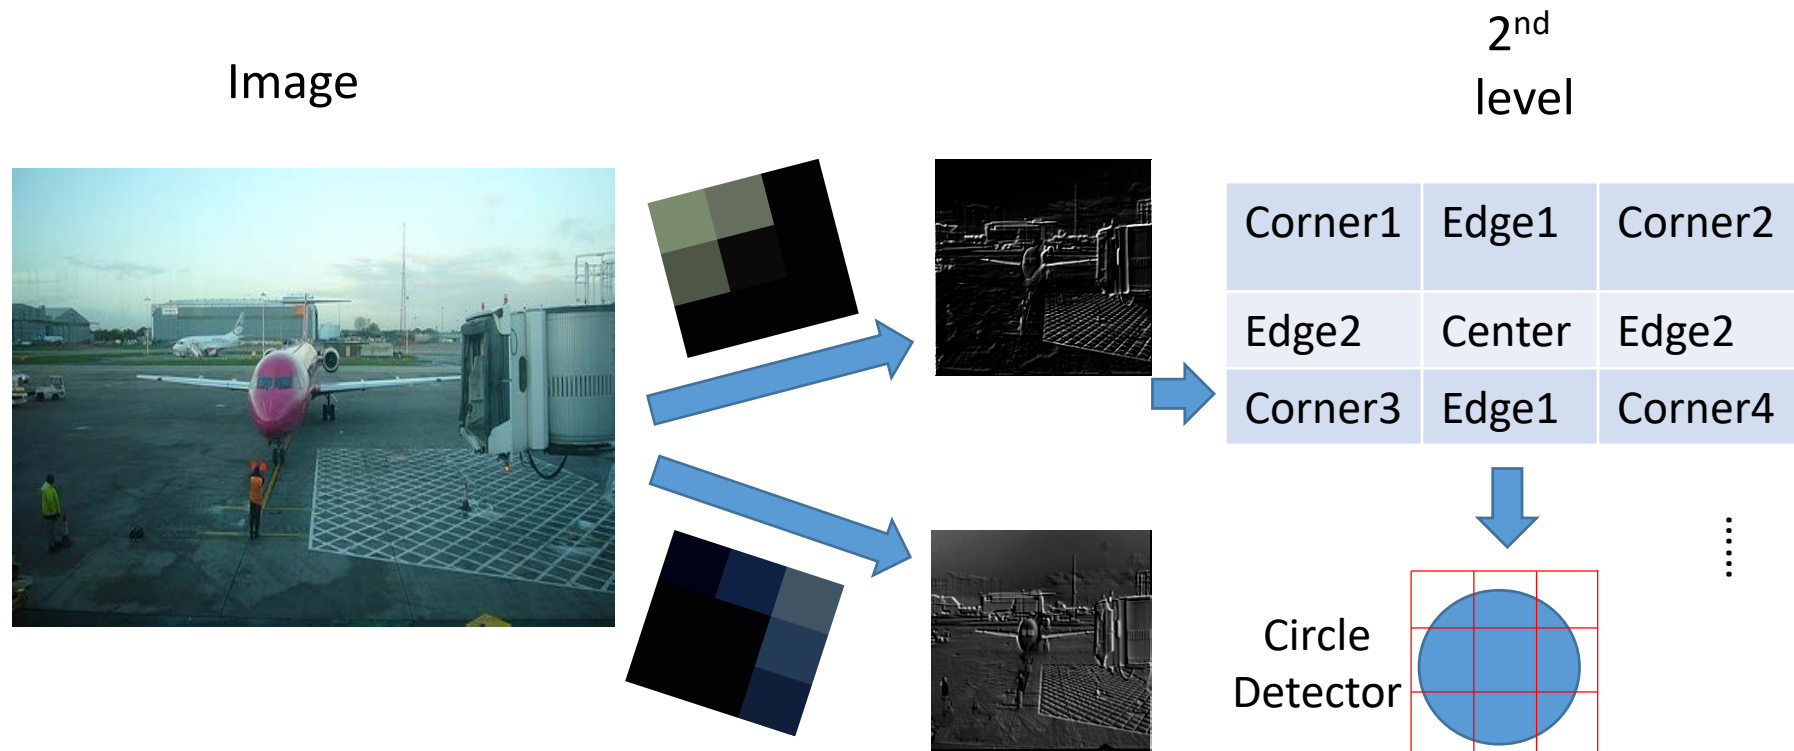 Image
2nd
level
Corner1 Edge1 Corner2
Edge2 Center Edge2
Corner3 Edge1 Corner4
......
Circle
Detector